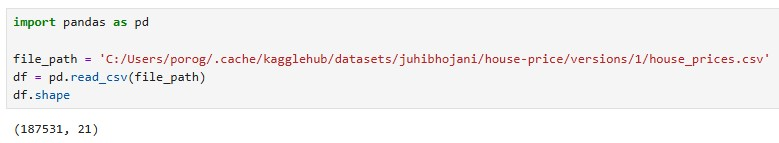 import pandas as pd
file_path = 'C:/Users/porog/.cache/kagglehub/datasets/juhibhojani/house-price/versions/1/house_prices.csv'
df = pd.read_csv(file_path)
df.shape
(187531, 21)